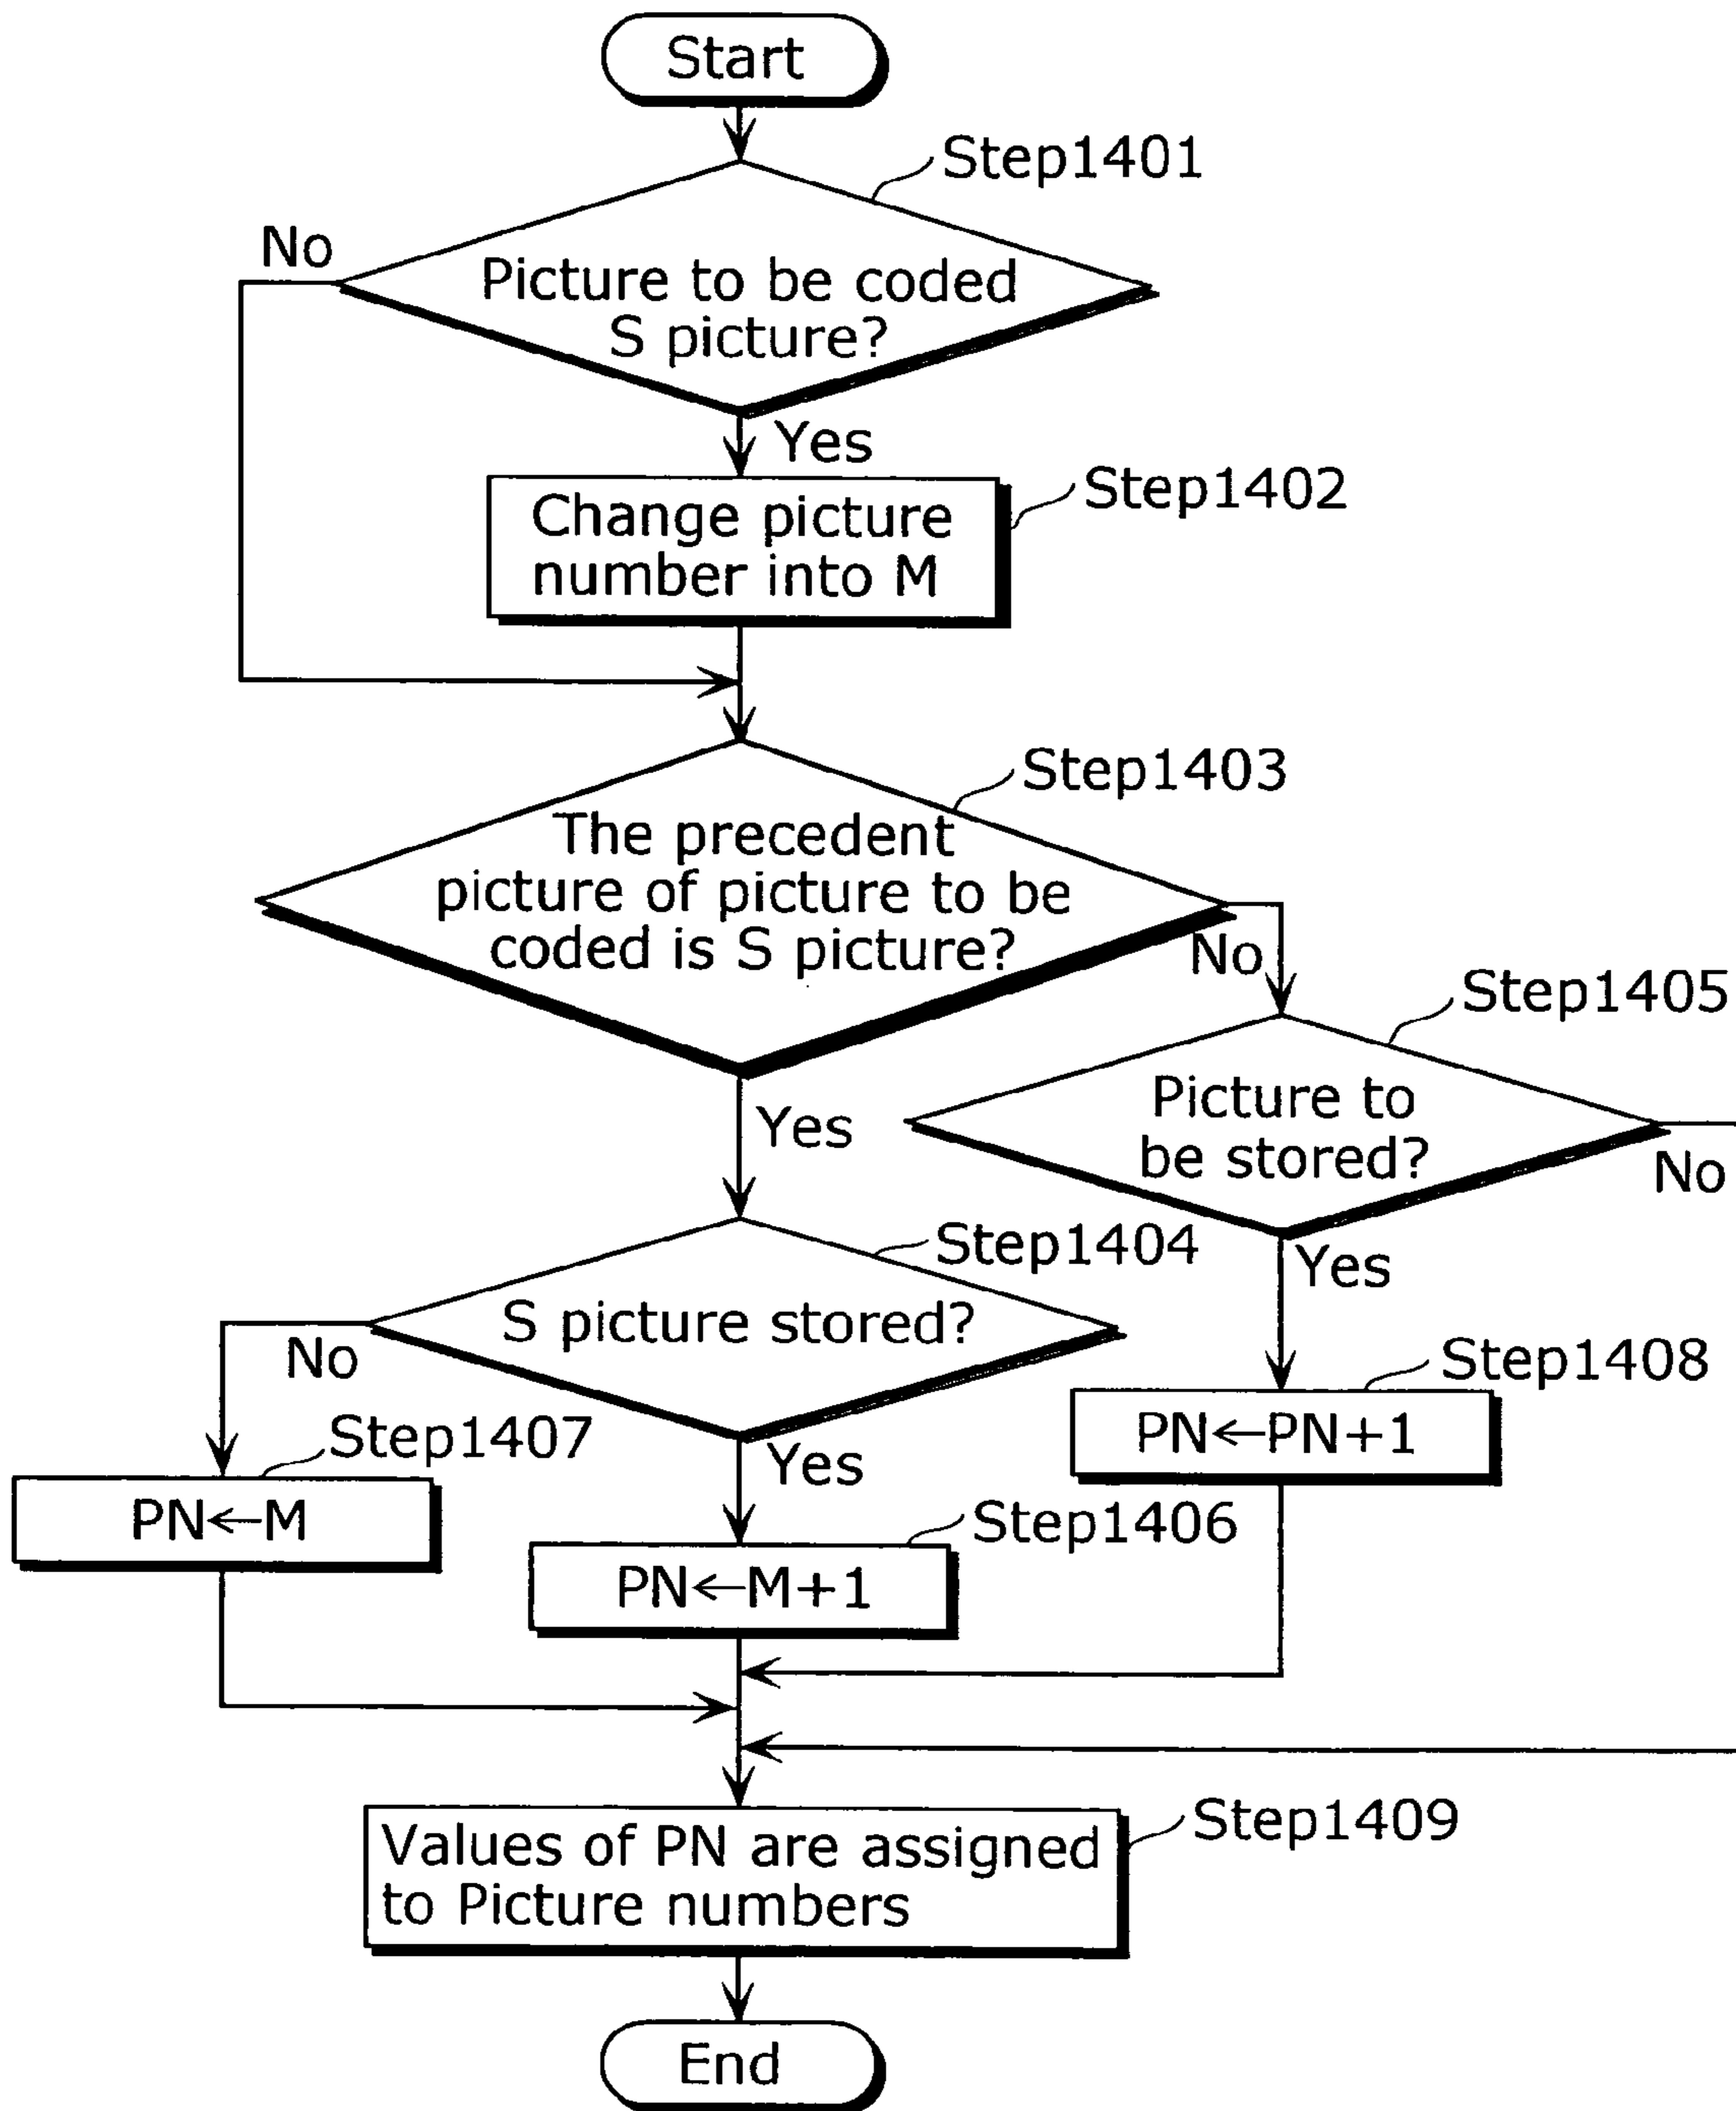 Start
Step1401
No
Picture to be coded
S picture?
Yes
Step1402
Change picture
number into M
Step1403
The precedent
picture of picture to be
coded is S picture?
No
Step1405
Yes
Picture to
be stored?
No
Step1404
Yes
S picture stored?
No
Step1408
PN←PN+1
Step1407
Yes
PN←M
Step1406
PN←M+1
Step1409
Values of PN are assigned
to Picture numbers
End